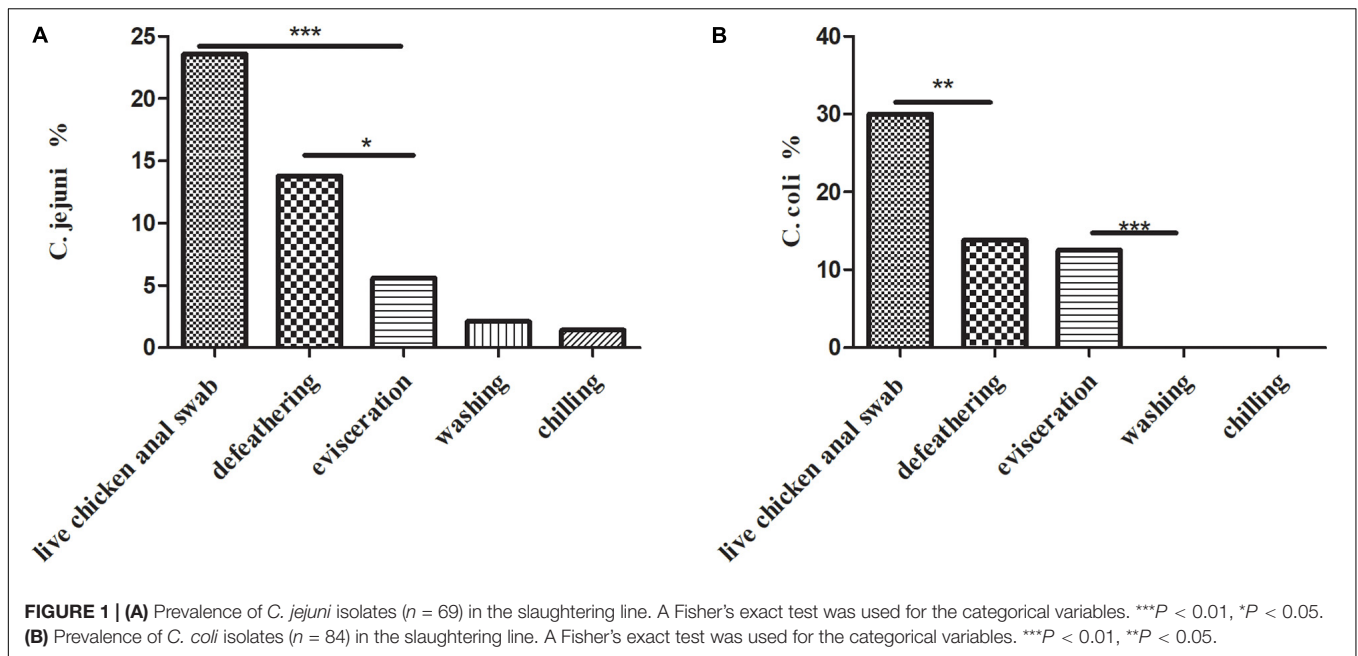 A
C. jejuni %
25
20
15
10
5
0
***
*
live chicken anal swab
defeathering
evisceration
washing
chilling
B
C. coli %
40
30
20
10
0
**
***
live chicken anal swab
defeathering
evisceration
washing
chilling
FIGURE 1 | (A) Prevalence of C. jejuni isolates (n = 69) in the slaughtering line. A Fisher's exact test was used for the categorical variables. ***P < 0.01, *P < 0.05.
(B) Prevalence of C. coli isolates (n = 84) in the slaughtering line. A Fisher's exact test was used for the categorical variables. ***P < 0.01, **P < 0.05.